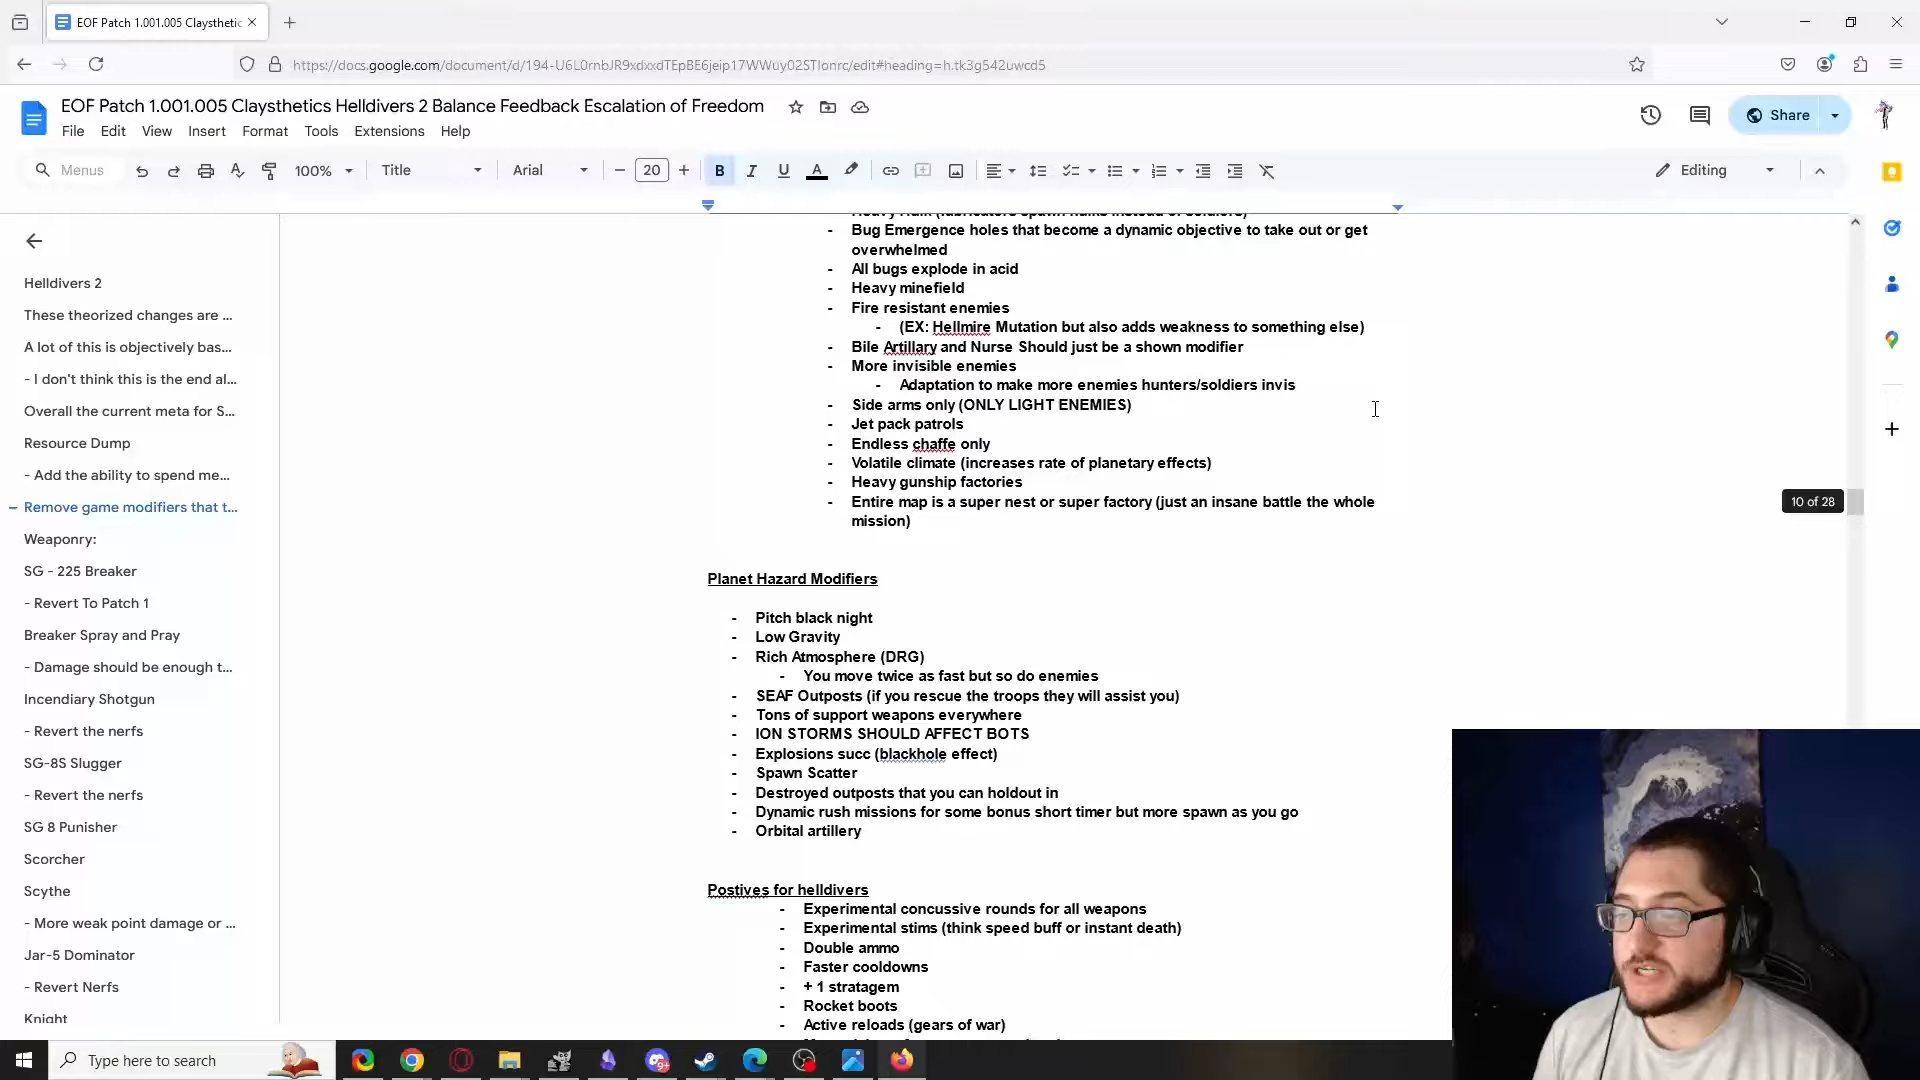 EOF Patch 1.001.005 Claysthetic
https://docs.google.com/document/d/194-U6L0rnbJR9xdxxdTEpBE6jeip17WWuy02STlonrc/edit#heading=h.tk3g542uwcd5
EOF Patch 1.001.005 Claysthetics Helldivers 2 Balance Feedback Escalation of Freedom
File Edit View Insert Format Tools Extensions Help
Share
Menus 100% Title Arial 20 B I U A Editing
Helldivers 2
These theorized changes are ...
A lot of this is objectively bas...
- I don't think this is the end al...
Overall the current meta for S...
Resource Dump
- Add the ability to spend me...
Remove game modifiers that t...
Weaponry:
SG - 225 Breaker
- Revert To Patch 1
Breaker Spray and Pray
- Damage should be enough t...
Incendiary Shotgun
- Revert the nerfs
SG-8S Slugger
- Revert the nerfs
SG 8 Punisher
Scorcher
Scythe
- More weak point damage or ...
Jar-5 Dominator
- Revert Nerfs
Knight
Heavy Hulk (fabricators spawn hulks instead of soldiers)
- Bug Emergence holes that become a dynamic objective to take out or get
overwhelmed
- All bugs explode in acid
- Heavy minefield
- Fire resistant enemies
- (EX: Hellmire Mutation but also adds weakness to something else)
- Bile Artillary and Nurse Should just be a shown modifier
- More invisible enemies
- Adaptation to make more enemies hunters/soldiers invis
- Side arms only (ONLY LIGHT ENEMIES)
- Jet pack patrols
- Endless chaffe only
- Volatile climate (increases rate of planetary effects)
- Heavy gunship factories
- Entire map is a super nest or super factory (just an insane battle the whole
mission)
10 of 28
Planet Hazard Modifiers
- Pitch black night
- Low Gravity
- Rich Atmosphere (DRG)
- You move twice as fast but so do enemies
- SEAF Outposts (if you rescue the troops they will assist you)
- Tons of support weapons everywhere
- ION STORMS SHOULD AFFECT BOTS
- Explosions succ (blackhole effect)
- Spawn Scatter
- Destroyed outposts that you can holdout in
- Dynamic rush missions for some bonus short timer but more spawn as you go
- Orbital artillery
Postives for helldivers
- Experimental concussive rounds for all weapons
- Experimental stims (think speed buff or instant death)
- Double ammo
- Faster cooldowns
- + 1 stratagem
- Rocket boots
- Active reloads (gears of war)
Type here to search
9+